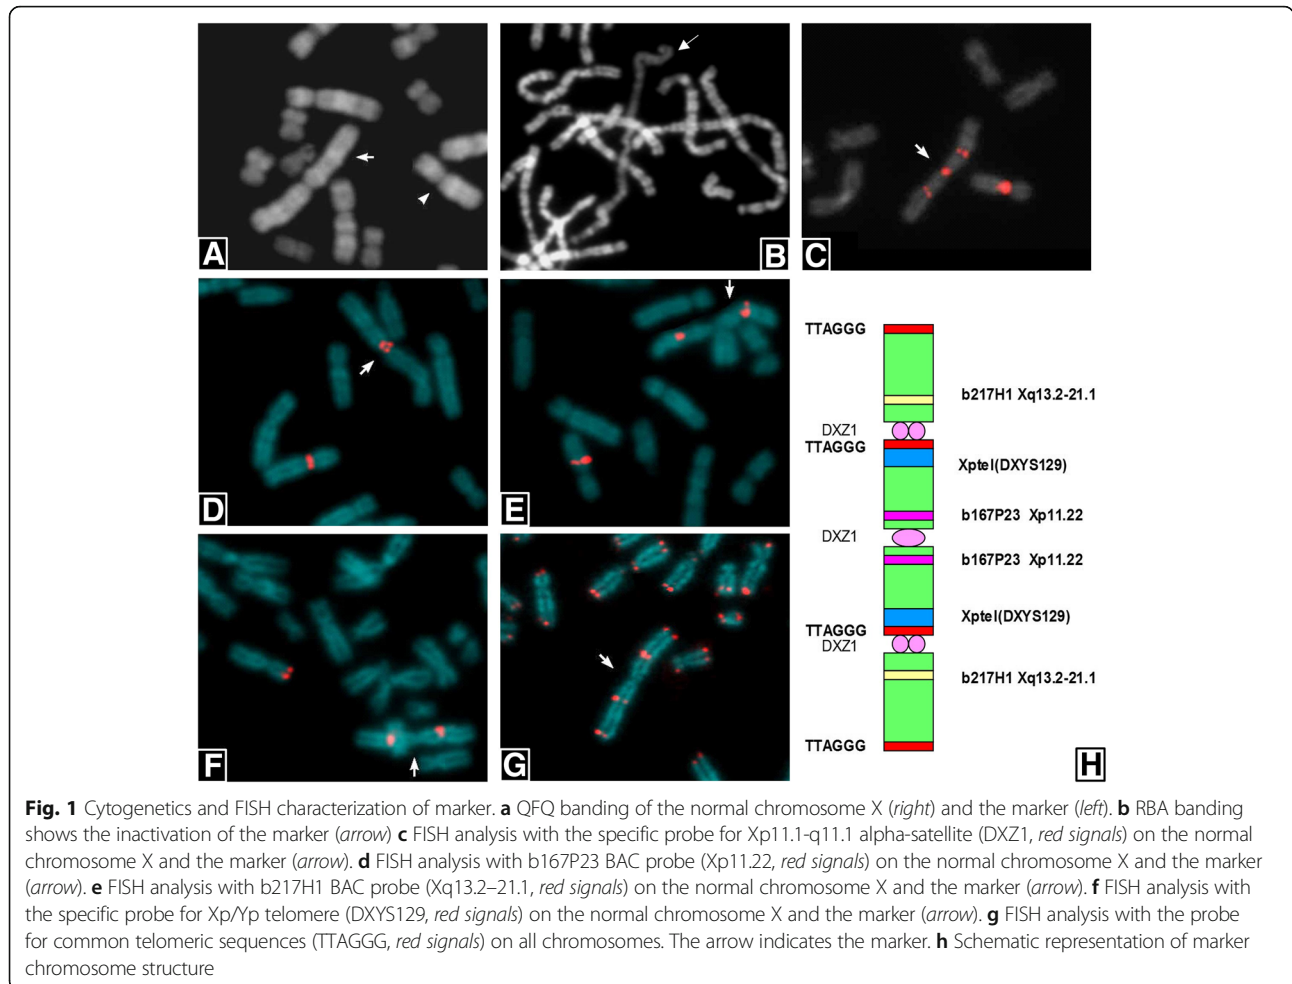 A
B
C
D
E
F
G
TTAGGG
b217H1 Xq13.2-21.1
DXZ1
TTAGGG
Xptel(DXYS129)
b167P23 Xp11.22
DXZ1
b167P23 Xp11.22
Xptel(DXYS129)
TTAGGG
DXZ1
b217H1 Xq13.2-21.1
TTAGGG
H
Fig. 1 Cytogenetics and FISH characterization of marker. a QFQ banding of the normal chromosome X (right) and the marker (left). b RBA banding
shows the inactivation of the marker (arrow) c FISH analysis with the specific probe for Xp11.1-q11.1 alpha-satellite (DXZ1, red signals) on the normal
chromosome X and the marker (arrow). d FISH analysis with b167P23 BAC probe (Xp11.22, red signals) on the normal chromosome X and the marker
(arrow). e FISH analysis with b217H1 BAC probe (Xq13.2–21.1, red signals) on the normal chromosome X and the marker (arrow). f FISH analysis with
the specific probe for Xp/Yp telomere (DXYS129, red signals) on the normal chromosome X and the marker (arrow). g FISH analysis with the probe
for common telomeric sequences (TTAGGG, red signals) on all chromosomes. The arrow indicates the marker. h Schematic representation of marker
chromosome structure